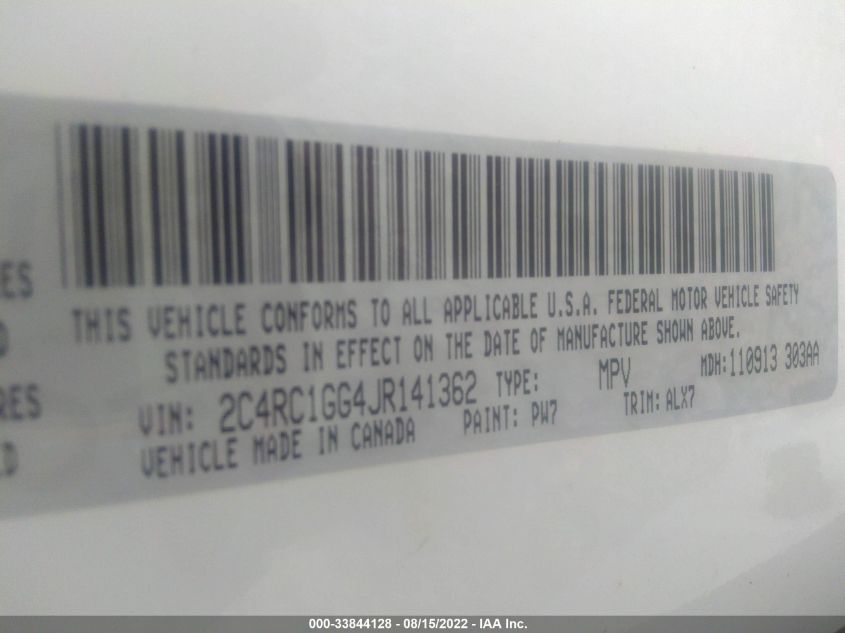 THIS VEHICLE CONFORMS TO ALL APPLICABLE U.S.A. FEDERAL MOTOR VEHICLE SAFETY
STANDARDS IN EFFECT ON THE DATE OF MANUFACTURE SHOWN ABOVE.
VIN: 2C4RC1GG4JR141362 TYPE: MPV MDH:110913 303AA
VEHICLE MADE IN CANADA PAINT: PW7 TRIM: ALX7
000-33844128 - 08/15/2022 - IAA Inc.